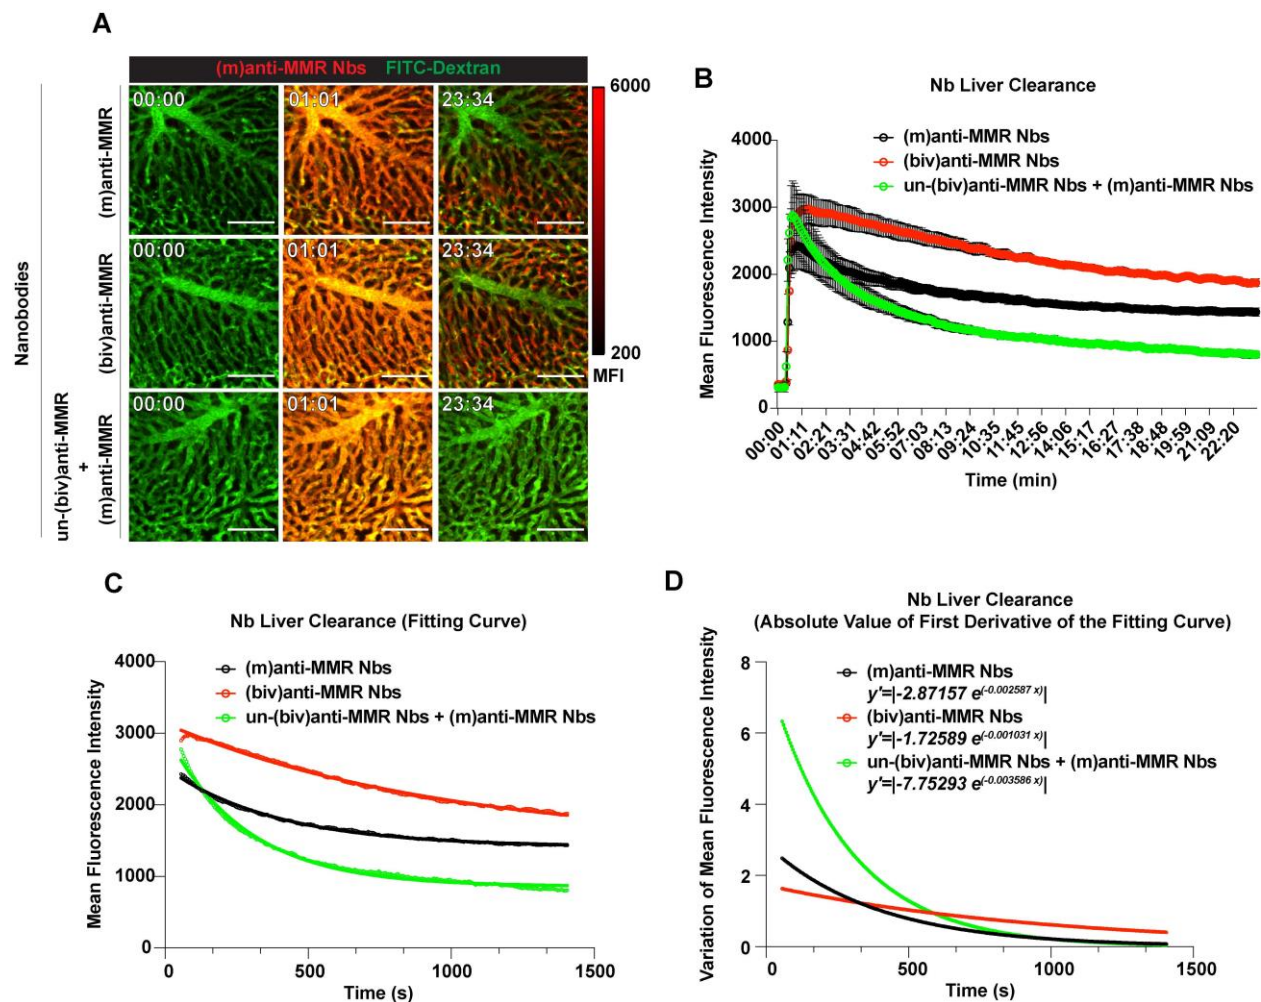 A
(m)anti-MMR Nbs FITC-Dextran
00:00 01:01 23:34
(m)anti-MMR
00:00 01:01 23:34
(biv)anti-MMR
00:00 01:01 23:34
un-(biv)anti-MMR
+
(m)anti-MMR
Nanobodies
6000
200
MFI
B
Nb Liver Clearance
(m)anti-MMR Nbs
(biv)anti-MMR Nbs
un-(biv)anti-MMR Nbs + (m)anti-MMR Nbs
Mean Fluorescence Intensity
4000
3000
2000
1000
0
00:00 01:11 02:21 03:31 04:42 05:52 07:03 08:13 09:24 10:35 11:45 12:56 14:06 15:17 16:27 17:38 18:48 19:59 21:09 22:20
Time (min)
C
Nb Liver Clearance (Fitting Curve)
(m)anti-MMR Nbs
(biv)anti-MMR Nbs
un-(biv)anti-MMR Nbs + (m)anti-MMR Nbs
Mean Fluorescence Intensity
4000
3000
2000
1000
0
0 500 1000 1500
Time (s)
D
Nb Liver Clearance
(Absolute Value of First Derivative of the Fitting Curve)
(m)anti-MMR Nbs
y'=|-2.87157 e(-0.002587 x)|
(biv)anti-MMR Nbs
y'=|-1.72589 e(-0.001031 x)|
un-(biv)anti-MMR Nbs + (m)anti-MMR Nbs
y'=|-7.75293 e(-0.003586 x)|
Variation of Mean Fluorescence Intensity
8
6
4
2
0
0 500 1000 1500
Time (s)